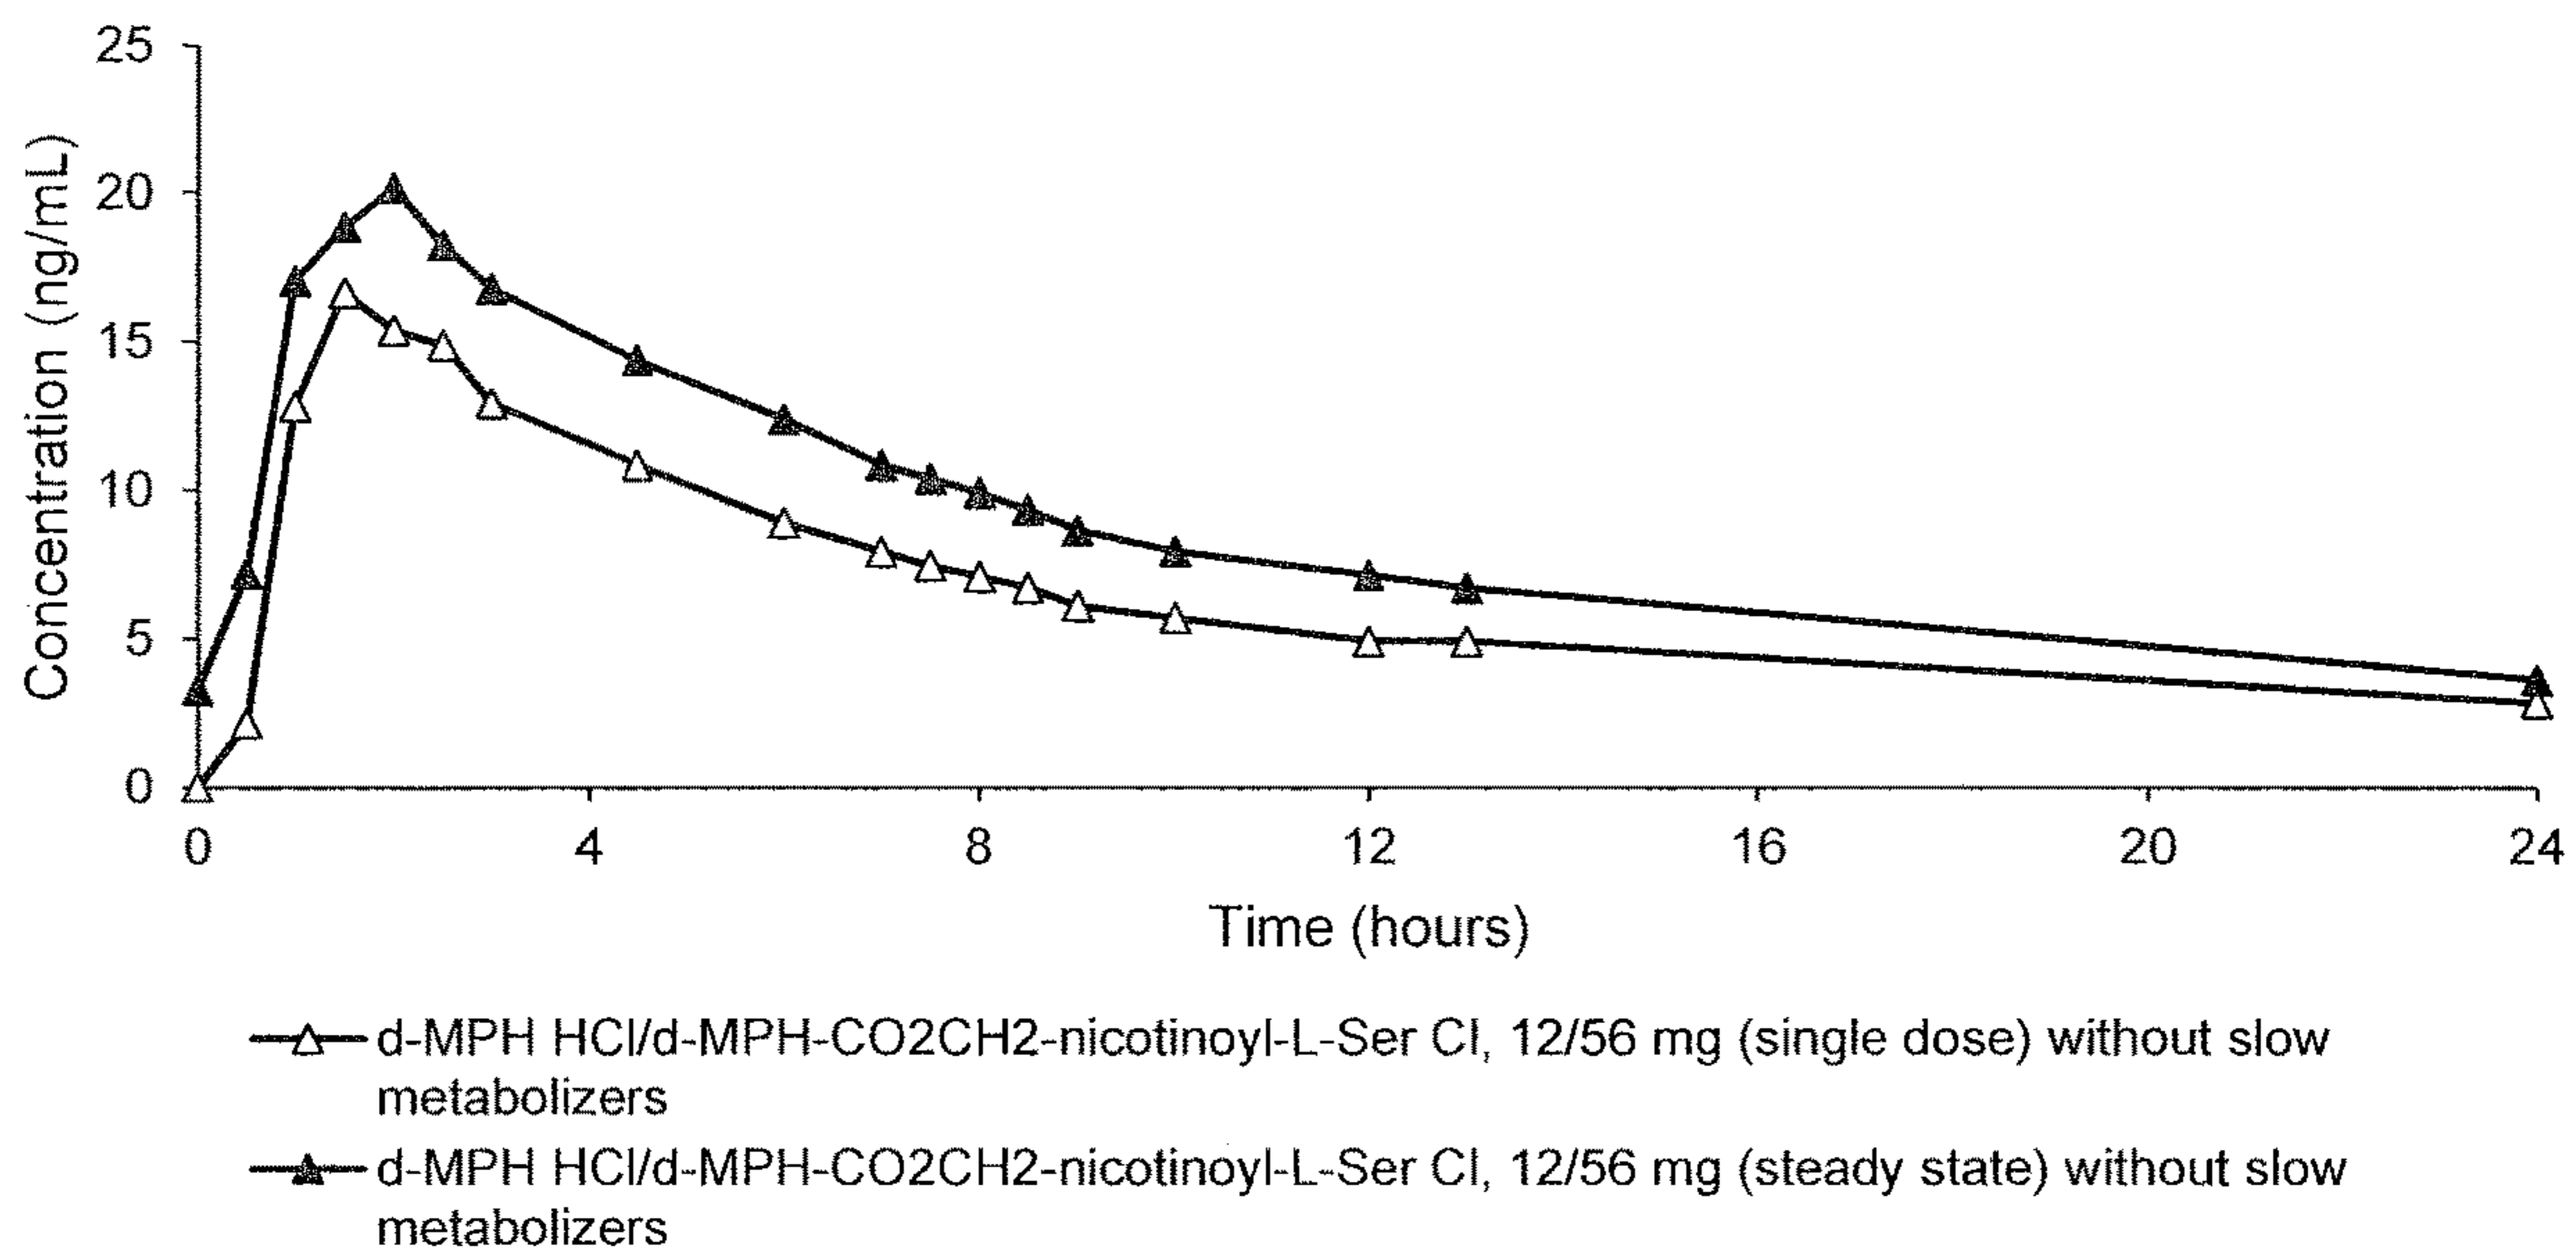 25
20
15
10
5
0
Concentration (ng/mL)
0 4 8 12 16 20 24
Time (hours)
d-MPH HCl/d-MPH-CO2CH2-nicotinoyl-L-Ser Cl, 12/56 mg (single dose) without slow
metabolizers
d-MPH HCl/d-MPH-CO2CH2-nicotinoyl-L-Ser Cl, 12/56 mg (steady state) without slow
metabolizers